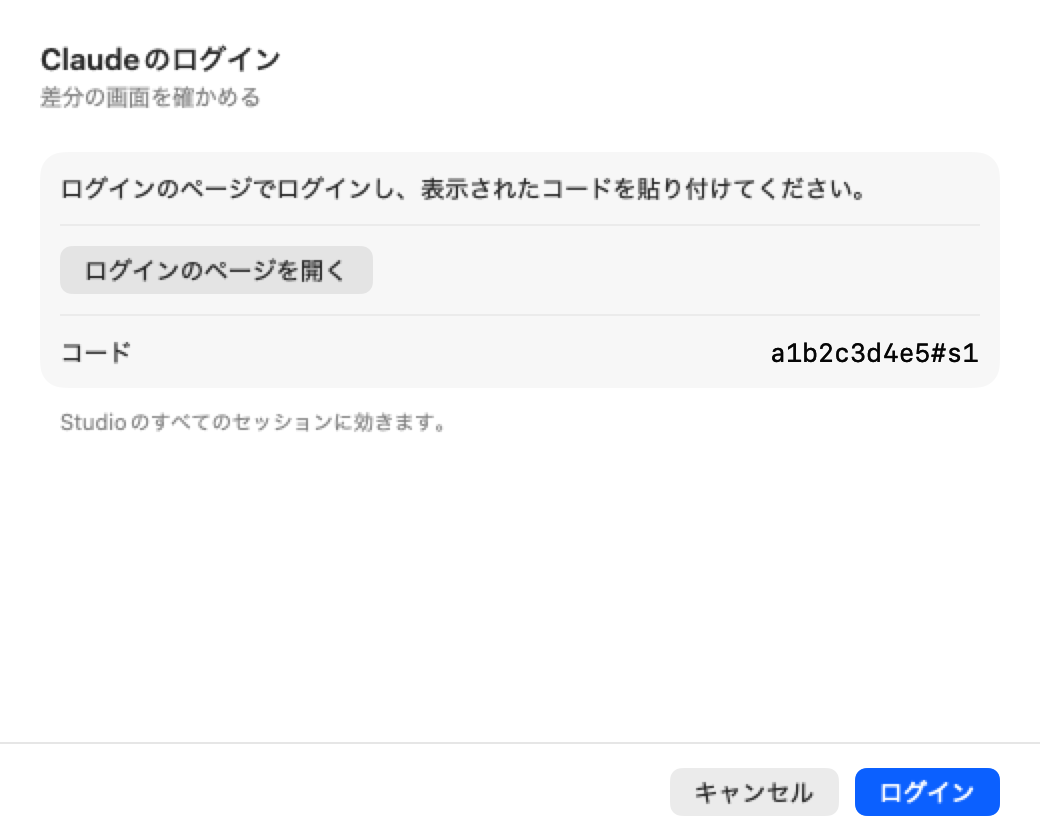 Claudeのログイン
差分の画面を確かめる
ログインのページでログインし、表示されたコードを貼り付けてください。
ログインのページを開く
コード
a1b2c3d4e5#s1
Studioのすべてのセッションに効きます。
キャンセル
ログイン